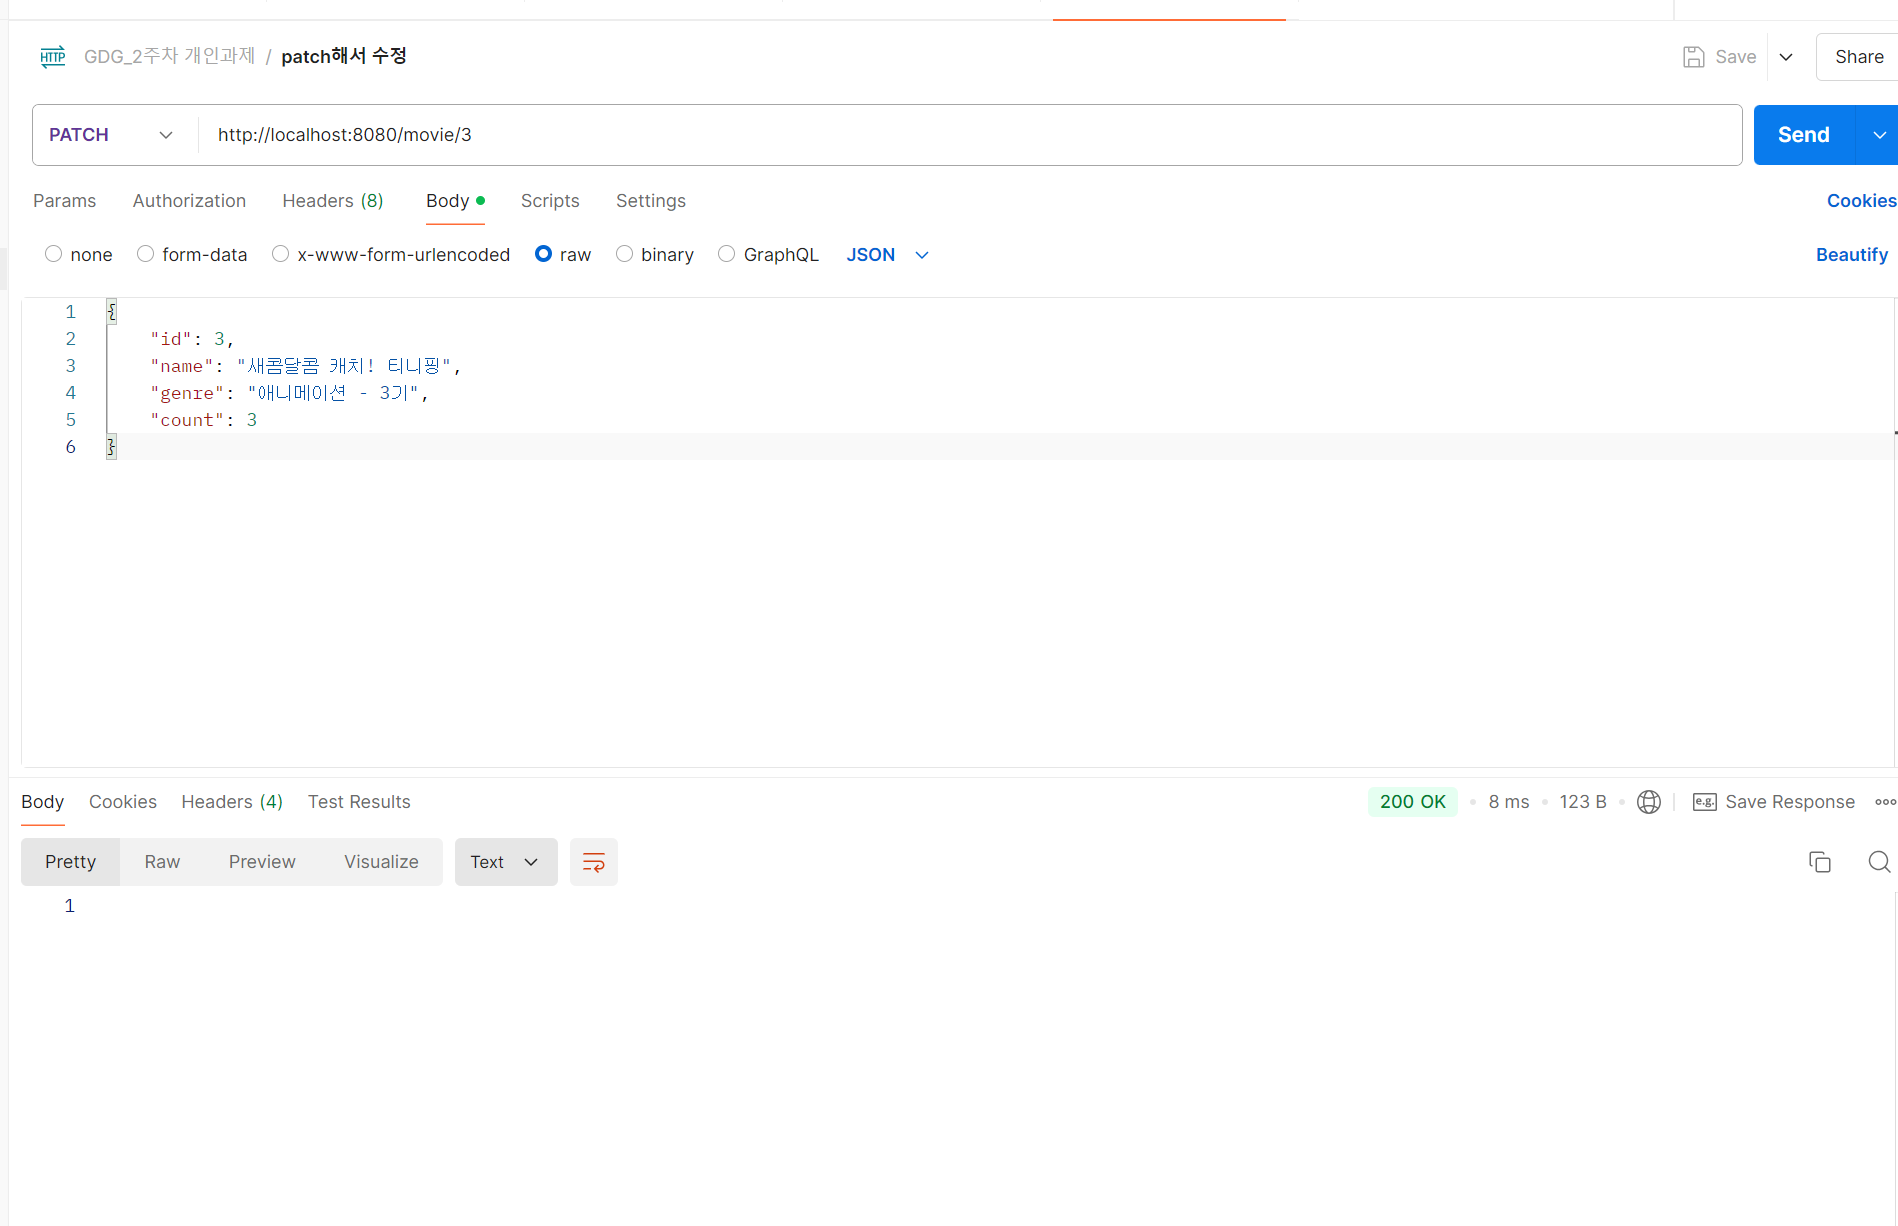 HTTP GDG_2주차 개인과제 / patch해서 수정 Save Share
PATCH http://localhost:8080/movie/3 Send
Params Authorization Headers (8) Body Scripts Settings Cookies
none form-data x-www-form-urlencoded raw binary GraphQL JSON Beautify
1 {
2 "id": 3,
3 "name": "새콤달콤 캐치! 티니핑",
4 "genre": "애니메이션 - 3기",
5 "count": 3
6 }
Body Cookies Headers (4) Test Results 200 OK 8 ms 123 B e.g. Save Response
Pretty Raw Preview Visualize Text
1